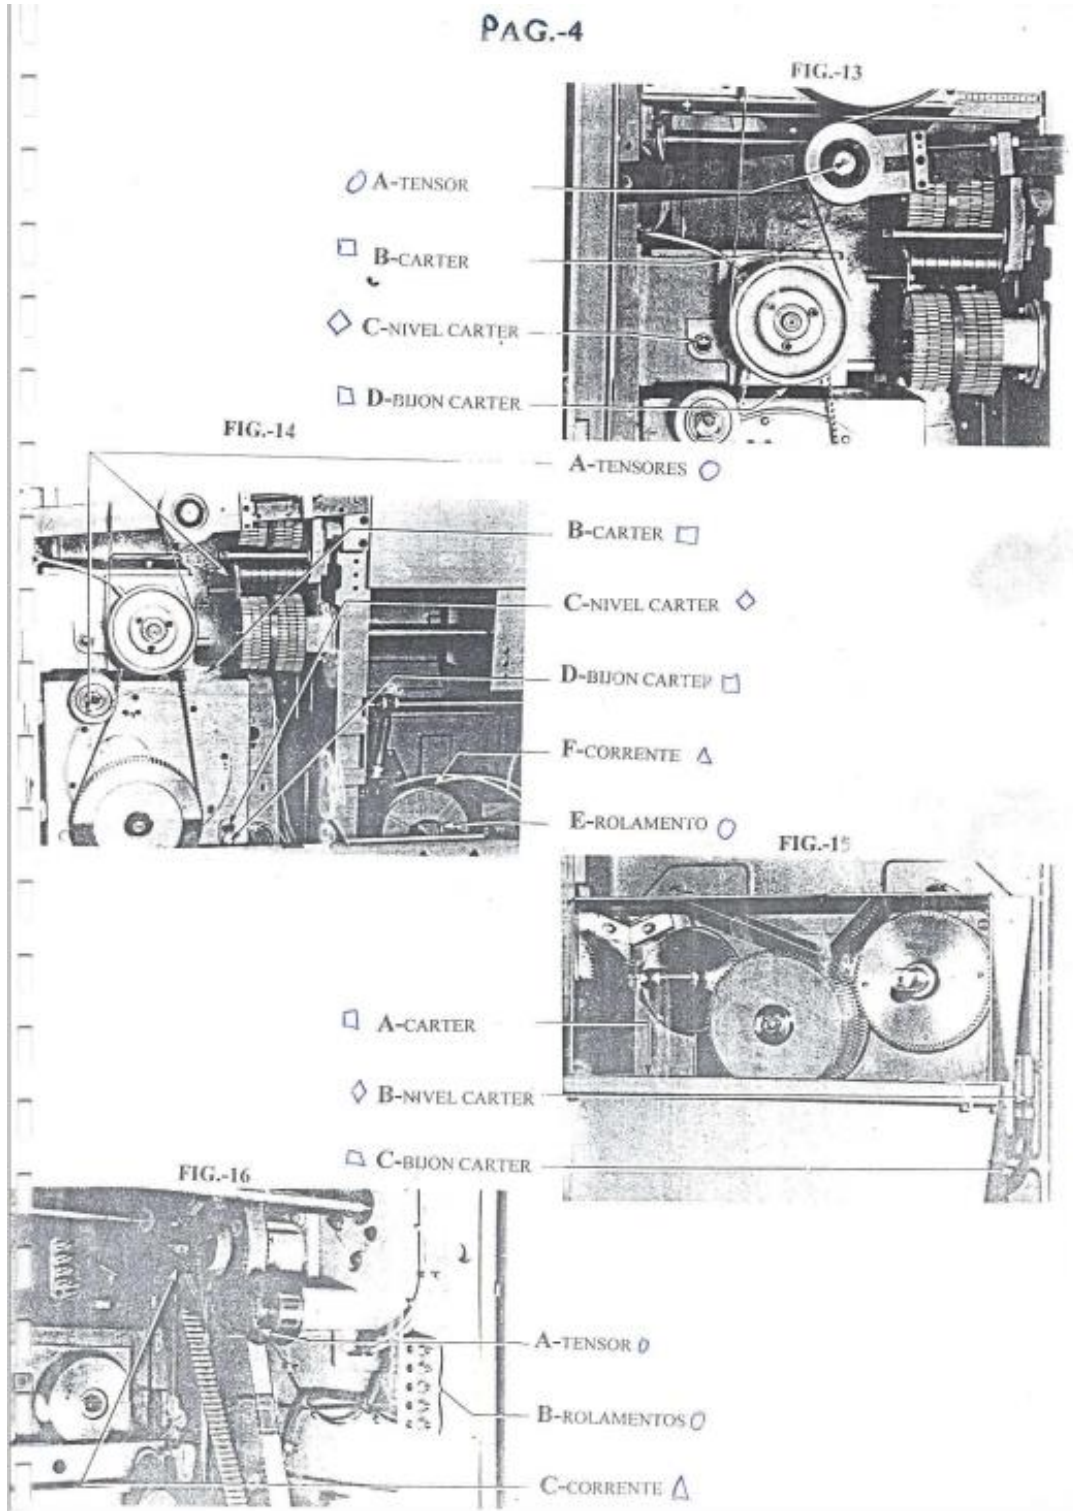 PAG.-4
FIG.-13
A-TENSOR
B-CARTER
C-NIVEL CARTER
D-BIJON CARTER
FIG.-14
A-TENSORES
B-CARTER
C-NIVEL CARTER
D-BIJON CARTER
F-CORRENTE
E-ROLAMENTO
FIG.-15
A-CARTER
B-NIVEL CARTER
C-BIJON CARTER
FIG.-16
A-TENSOR
B-ROLAMENTOS
C-CORRENTE